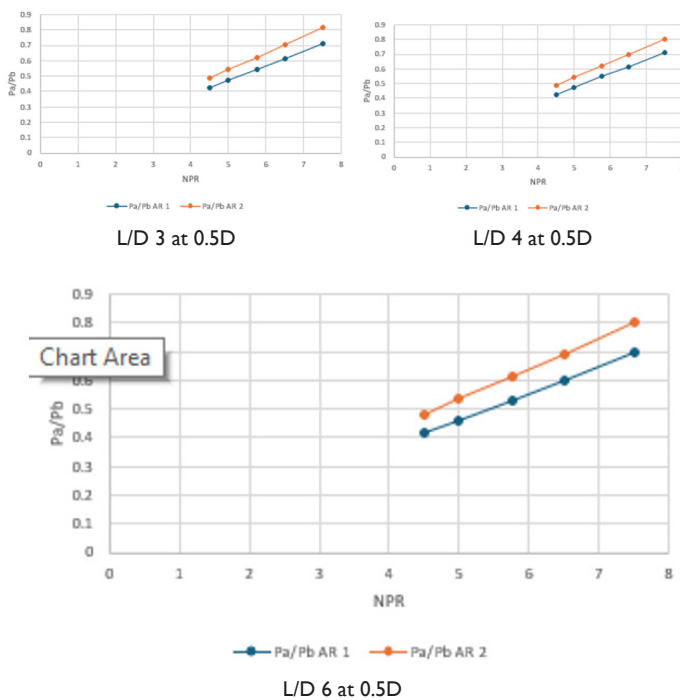 0.9
0.8
0.7
0.6
0.5
0.4
0.3
0.2
0.1
0
Pa/Pb
0 1 2 3 4 5 6 7 8
NPR
Pa/Pb AR 1 Pa/Pb AR 2
L/D 3 at 0.5D
0.9
0.8
0.7
0.6
0.5
0.4
0.3
0.2
0.1
0
Pa/Pb
0 1 2 3 4 5 6 7
NPR
Pa/Pb AR 1 Pa/Pb AR 2
L/D 4 at 0.5D
0.9
0.8
Chart Area
0.6
0.5
0.4
0.3
0.2
0.1
0
Pa/Pb
0 1 2 3 4 5 6 7 8
NPR
Pa/Pb AR 1 Pa/Pb AR 2
L/D 6 at 0.5D